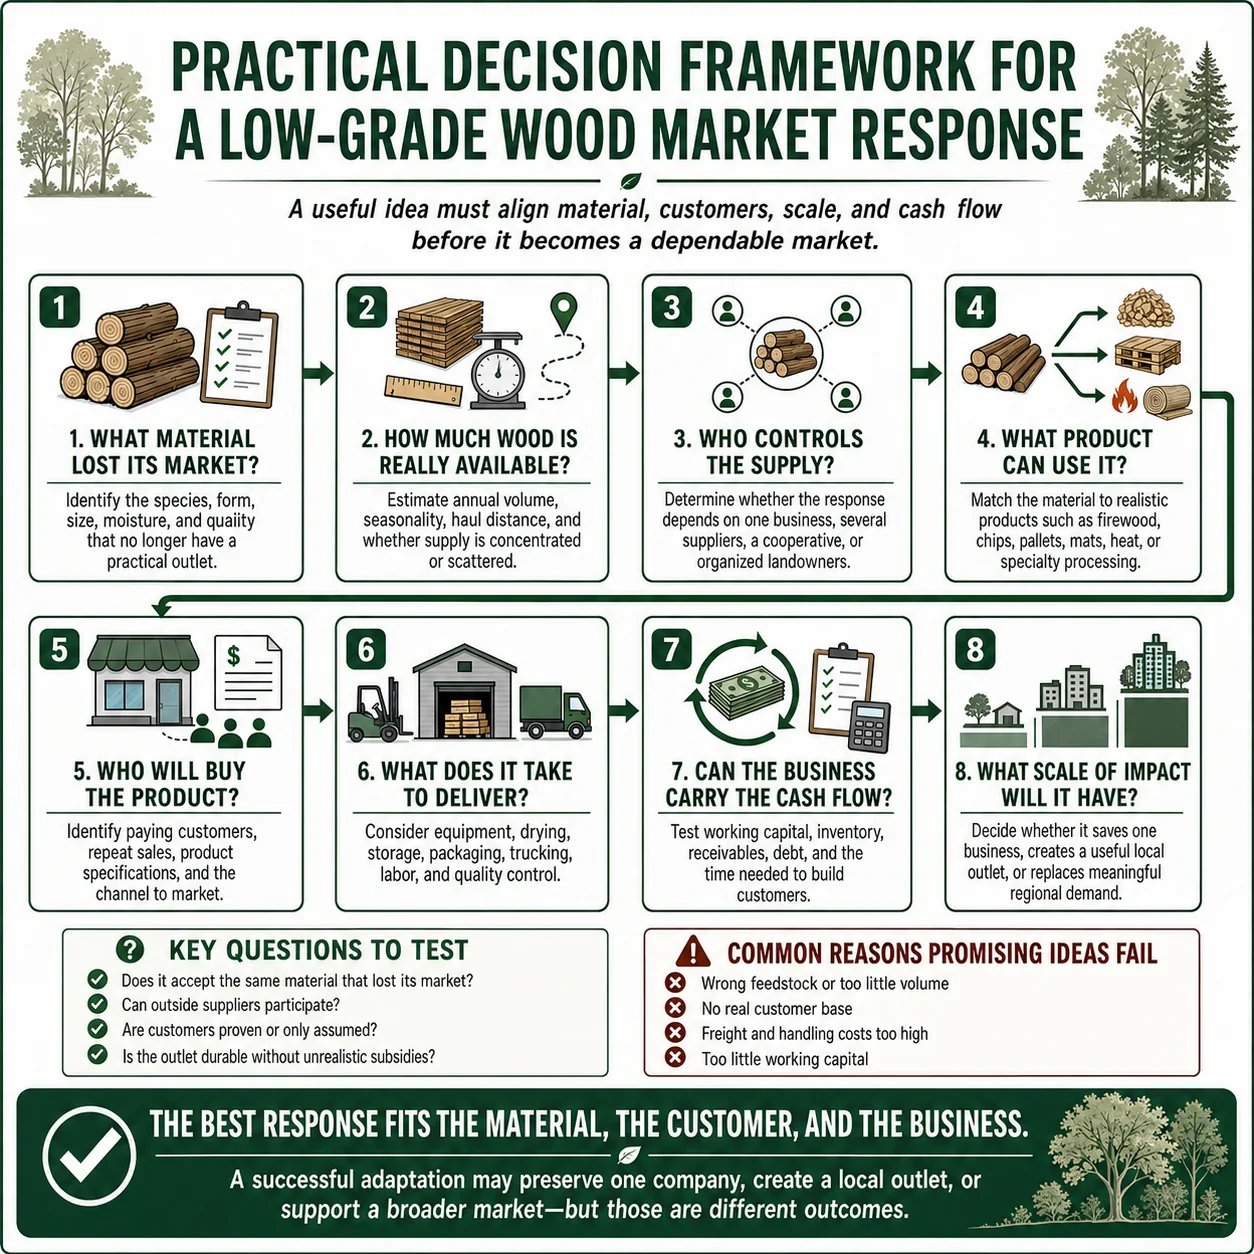 PRACTICAL DECISION FRAMEWORK FOR
A LOW-GRADE WOOD MARKET RESPONSE
A useful idea must align material, customers, scale, and cash flow
before it becomes a dependable market.
1
1. WHAT MATERIAL
LOST ITS MARKET?
Identify the species, form,
size, moisture, and quaiity
that no longer have a
practical outlet.
2
2. HOW MUCH WOOD IS
REALLY AVAILABLE?
Estimate annual volume,
seasonality, haul distance, and
whether supply is concentrated
or scattered.
3
3. WHO CONTROLS
THE SUPPLY?
Determine whether the response
depends on one business, several
suppliers, a cooperative, or
organized landowners.
4
4. WHAT PRODUCT
CAN USE IT?
Match the material to realistic
products such as firewood,
chips, pallets, mats, heat, or
specialty processing.
5
$
5. WHO WILL BUY
THE PRODUCT?
Identify paying customers,
repeat sales, product
specifications, and the
channel to market.
6
6. WHAT DOES IT TAKE
TO DELIVER?
Consider equipment, drying,
storage, packaging, trucking,
labor, and quality control.
7
$
7. CAN THE BUSINESS
CARRY THE CASH FLOW?
Test working capital, inventory,
receivables, debt, and the
time needed to build
customers.
8
8. WHAT SCALE OF IMPACT
WILL IT HAVE?
Decide whether it saves one
business, creates a useful local
outlet, or replaces meaningful
regional demand.
? KEY QUESTIONS TO TEST
Does it accept the same material that lost its market?
Can outside suppliers participate?
Are customers proven or only assumed?
Is the outlet durable without unrealistic subsidies?
! COMMON REASONS PROMISING IDEAS FAIL
Wrong feedstock or too little volume
No real customer base
Freight and handling costs too high
Too little working capital
THE BEST RESPONSE FITS THE MATERIAL, THE CUSTOMER, AND THE BUSINESS.
A successful adaptation may preserve one company, create a local outlet, or
support a broader market—but those are different outcomes.